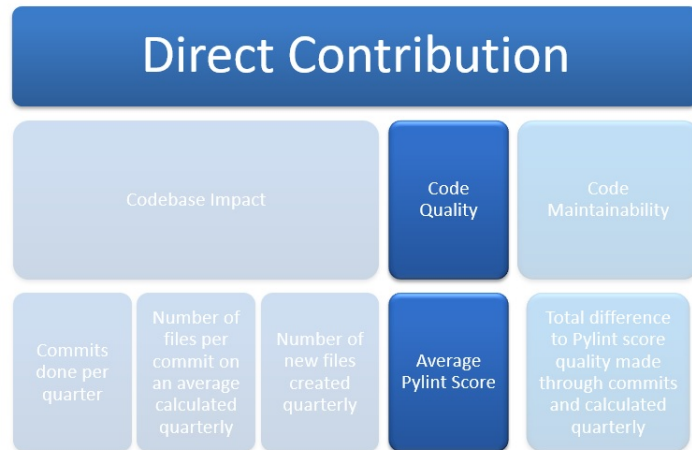 Direct Contribution
Codebase Impact
Code
Quality
Code
Maintainability
Commits
done per
quarter
Number of
files per
commit on
an average
calculated
quarterly
Number of
new files
created
quarterly
Average
Pylint Score
Total difference
to Pylint score
quality made
through commits
and calculated
quarterly